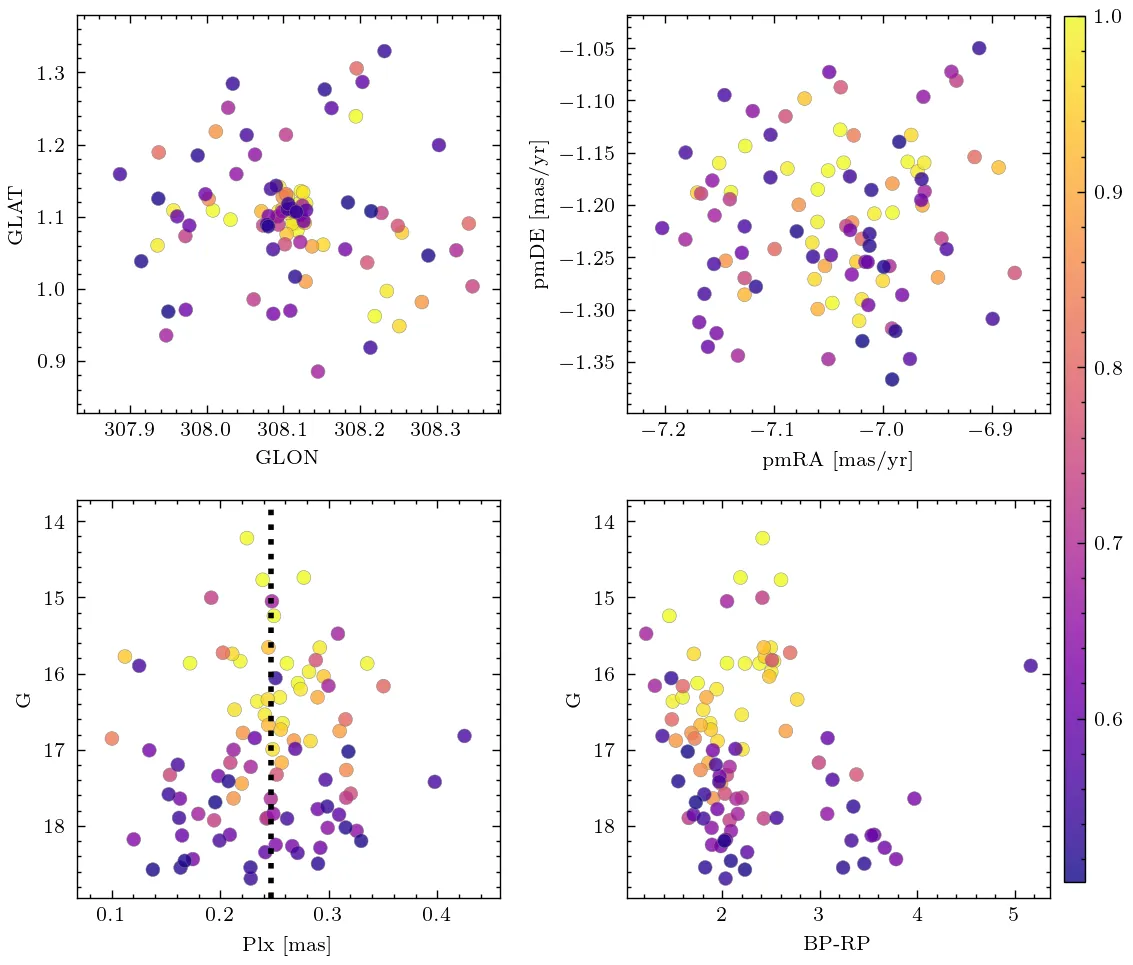 1.3
1.2
1.1
1.0
0.9
GLAT
307.9 308.0 308.1 308.2 308.3
GLON
−1.05
−1.10
−1.15
−1.20
−1.25
−1.30
−1.35
pmDE [mas/yr]
−7.2 −7.1 −7.0 −6.9
pmRA [mas/yr]
1.0
0.9
0.8
0.7
0.6
14
15
16
17
18
G
0.1 0.2 0.3 0.4
Plx [mas]
14
15
16
17
18
G
2 3 4 5
BP-RP